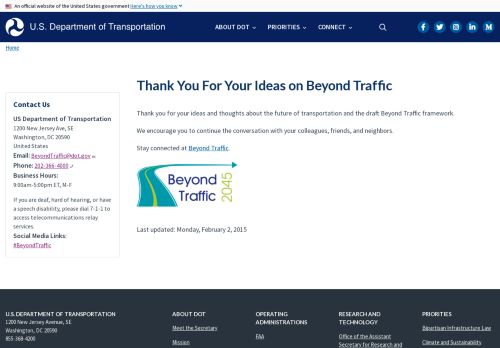 An official website of the United States government Here's how you know
U.S. Department of Transportation
ABOUT DOT
PRIORITIES
CONNECT
Home
Contact Us
US Department of Transportation
1200 New Jersey Ave, SE
Washington, DC 20590
United States
Email: BeyondTraffic@dot.gov
Phone: 202-366-4000
Business Hours:
9:00am-5:00pm ET, M-F
If you are deaf, hard of hearing, or have
a speech disability, please dial 7-1-1 to
access telecommunications relay
services.
Social Media Links:
#BeyondTraffic
Thank You For Your Ideas on Beyond Traffic
Thank you for your ideas and thoughts about the future of transportation and the draft Beyond Traffic framework.
We encourage you to continue the conversation with your colleagues, friends, and neighbors.
Stay connected at Beyond Traffic.
Beyond
Traffic
2045
Last updated: Monday, February 2, 2015
U.S. DEPARTMENT OF TRANSPORTATION
1200 New Jersey Avenue, SE
Washington, DC 20590
855-368-4200
ABOUT DOT
Meet the Secretary
Mission
OPERATING
ADMINISTRATIONS
FAA
RESEARCH AND
TECHNOLOGY
Office of the Assistant
Secretary for Research and
PRIORITIES
Bipartisan Infrastructure Law
Climate and Sustainability